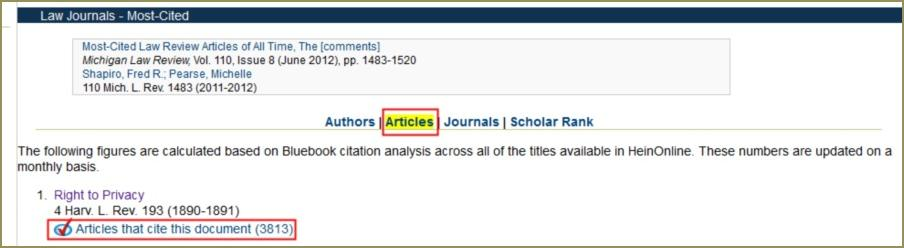 Law Journals - Most-Cited
Most-Cited Law Review Articles of All Time, The [comments]
Michigan Law Review, Vol. 110, Issue 8 (June 2012), pp. 1483-1520
Shapiro, Fred R.; Pearse, Michelle
110 Mich. L. Rev. 1483 (2011-2012)
Authors | Articles | Journals | Scholar Rank
The following figures are calculated based on Bluebook citation analysis across all of the titles available in HeinOnline. These numbers are updated on a
monthly basis.
1. Right to Privacy
4 Harv. L. Rev. 193 (1890-1891)
Articles that cite this document (3813)